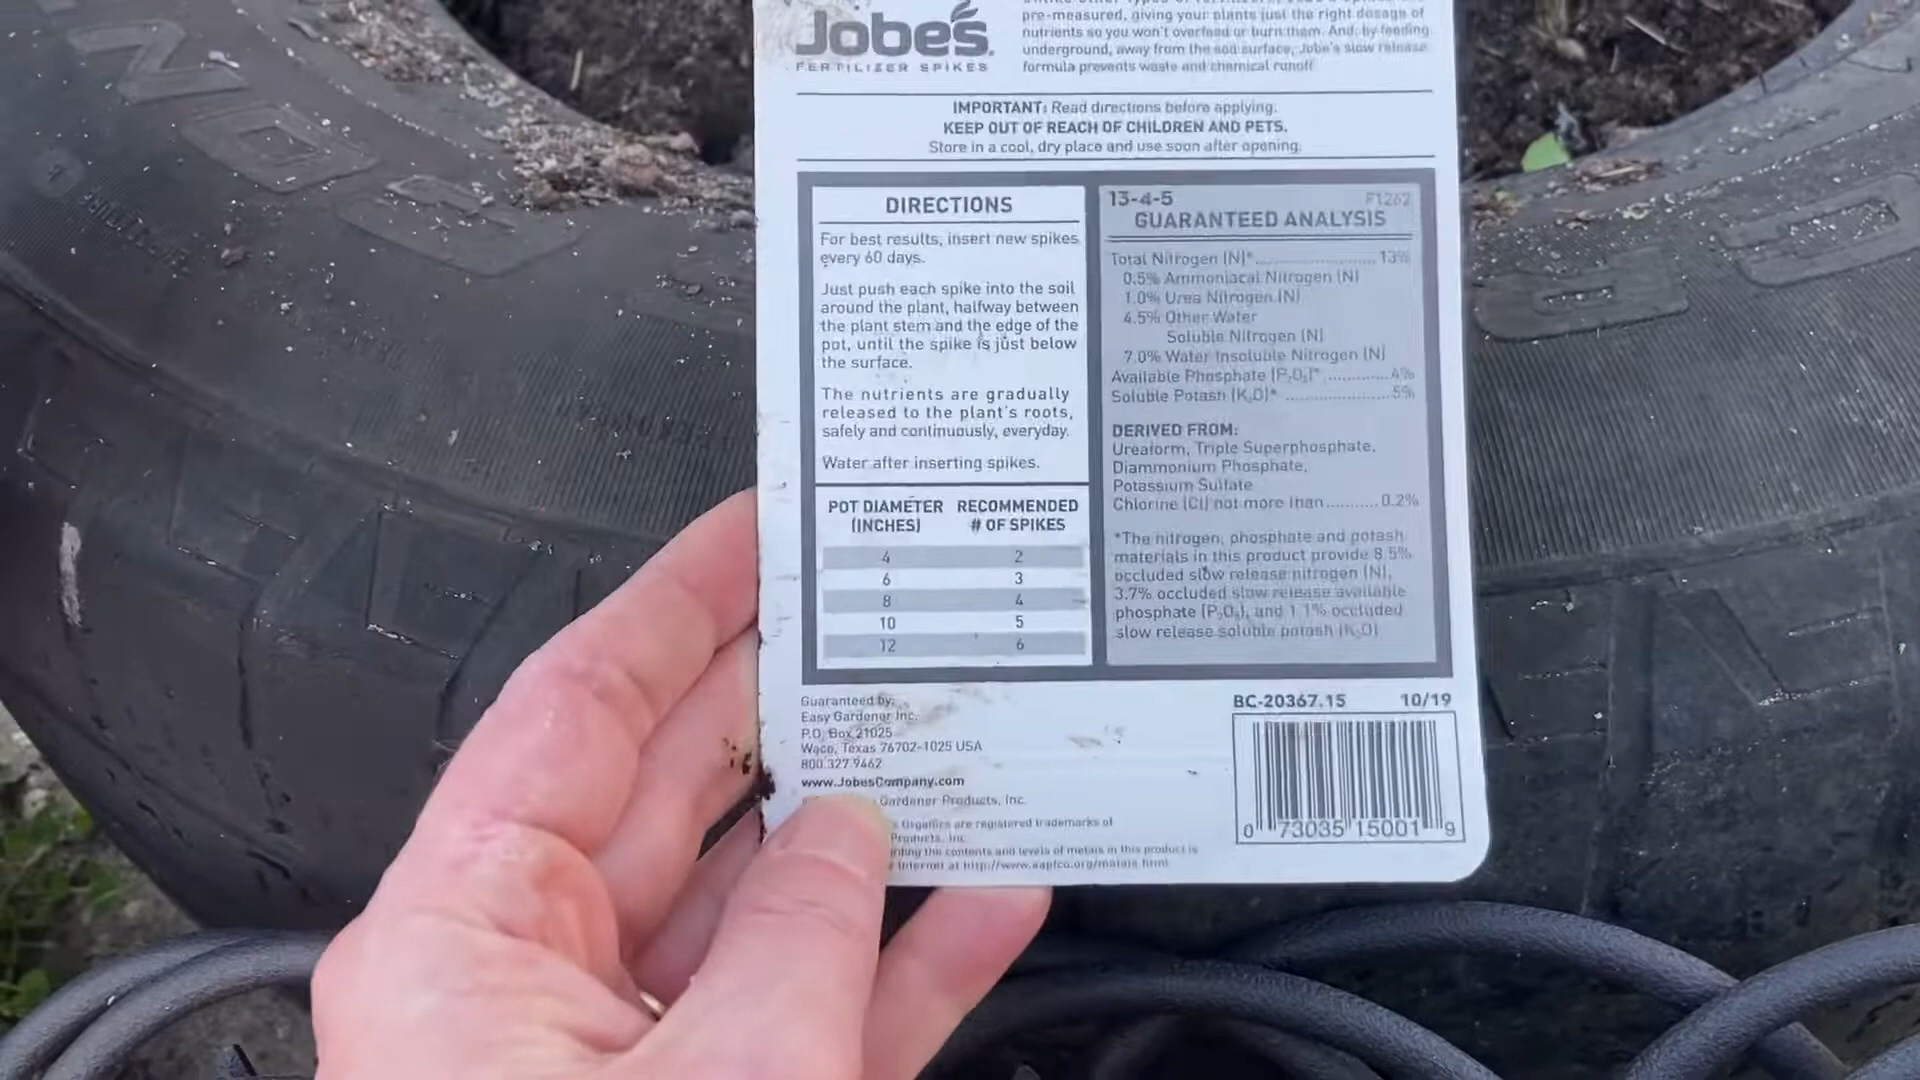 Jobe's
FERTILIZER SPIKES
pre-measured, giving your plants just the right dosage of
nutrients so you won't overfeed or burn them. And, by feeding
underground, away from the soil surface, Jobe's slow release
formula prevents waste and chemical runoff
IMPORTANT: Read directions before applying.
KEEP OUT OF REACH OF CHILDREN AND PETS.
Store in a cool, dry place and use soon after opening.
DIRECTIONS
For best results, insert new spikes
every 60 days.
Just push each spike into the soil
around the plant, halfway between
the plant stem and the edge of the
pot, until the spike is just below
the surface.
The nutrients are gradually
released to the plant's roots,
safely and continuously, everyday.
Water after inserting spikes.
POT DIAMETER RECOMMENDED
(INCHES) # OF SPIKES
4 2
6 3
8 4
10 5
12 6
13-4-5 F1262
GUARANTEED ANALYSIS
Total Nitrogen (N)*.......................13%
0.5% Ammoniacal Nitrogen (N)
1.0% Urea Nitrogen (N)
4.5% Other Water
Soluble Nitrogen (N)
7.0% Water Insoluble Nitrogen (N)
Available Phosphate (P₂O₅)*............4%
Soluble Potash (K₂O)*.....................5%
DERIVED FROM:
Ureaform, Triple Superphosphate,
Diammonium Phosphate,
Potassium Sulfate
Chlorine (Cl) not more than...........0.2%
*The nitrogen, phosphate and potash
materials in this product provide 8.5%
occluded slow release nitrogen (N),
3.7% occluded slow release available
phosphate (P₂O₅), and 1.1% occluded
slow release soluble potash (K₂O)
Guaranteed by:
Easy Gardener Inc.
P.O. Box 21025
Waco, Texas 76702-1025 USA
800.327.9462
www.JobesCompany.com
Gardener Products, Inc.
Organics are registered trademarks of
Products, Inc.
the contents and levels of metals in this product is
internet at http://www.aapfco.org/metals.html
BC-20367.15 10/19
0 73035 15001 9